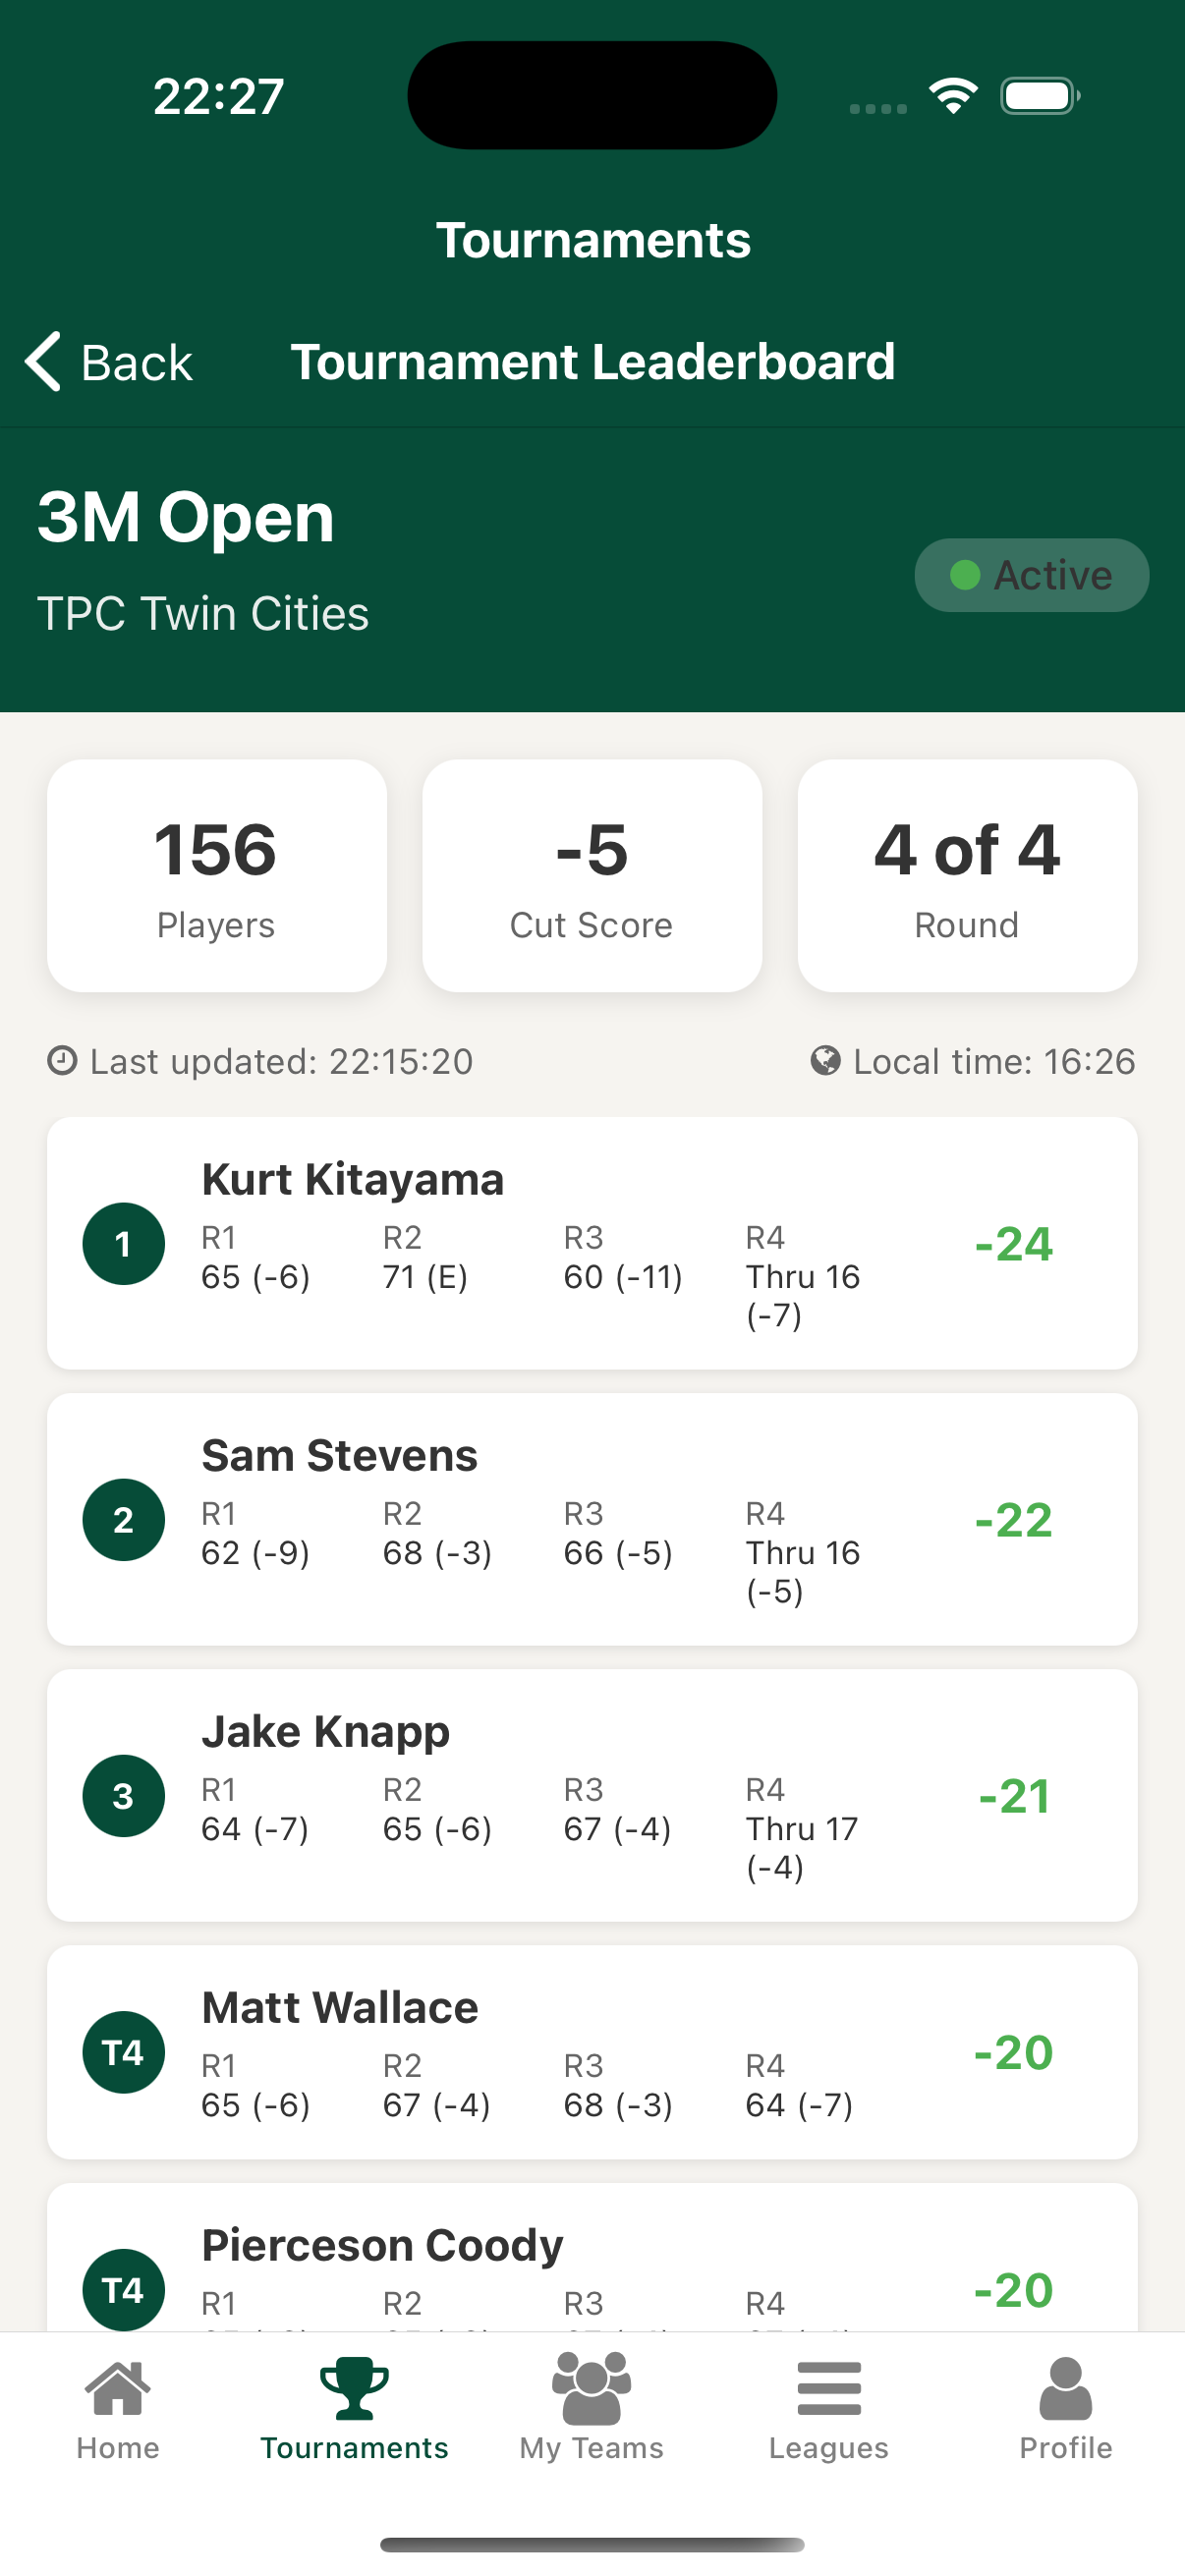 22:27
Tournaments
Back
Tournament Leaderboard
3M Open
TPC Twin Cities
Active
156
Players
-5
Cut Score
4 of 4
Round
Last updated: 22:15:20
Local time: 16:26
Kurt Kitayama
1
R1 R2 R3 R4
65 (-6) 71 (E) 60 (-11) Thru 16
(-7)
-24
Sam Stevens
2
R1 R2 R3 R4
62 (-9) 68 (-3) 66 (-5) Thru 16
(-5)
-22
Jake Knapp
3
R1 R2 R3 R4
64 (-7) 65 (-6) 67 (-4) Thru 17
(-4)
-21
Matt Wallace
T4
R1 R2 R3 R4
65 (-6) 67 (-4) 68 (-3) 64 (-7)
-20
Pierceson Coody
T4
R1 R2 R3 R4
-20
Home
Tournaments
My Teams
Leagues
Profile